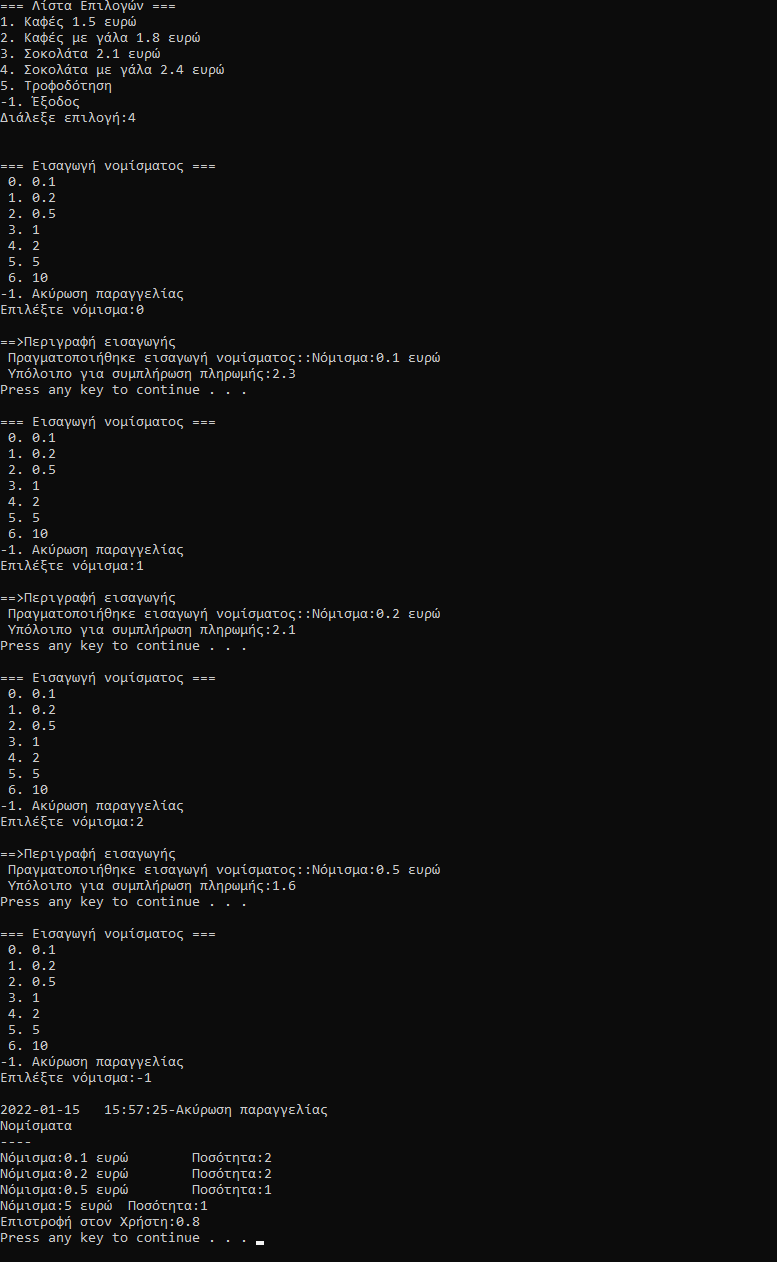 === Λίστα Επιλογών ===
1. Καφές 1.5 ευρώ
2. Καφές με γάλα 1.8 ευρώ
3. Σοκολάτα 2.1 ευρώ
4. Σοκολάτα με γάλα 2.4 ευρώ
5. Τροφοδότηση
-1. Έξοδος
Διάλεξε επιλογή:4
=== Εισαγωγή νομίσματος ===
0. 0.1
1. 0.2
2. 0.5
3. 1
4. 2
5. 5
6. 10
-1. Ακύρωση παραγγελίας
Επιλέξτε νόμισμα:0
==>Περιγραφή εισαγωγής
Πραγματοποιήθηκε εισαγωγή νομίσματος::Νόμισμα:0.1 ευρώ
Υπόλοιπο για συμπλήρωση πληρωμής:2.3
Press any key to continue . . .
=== Εισαγωγή νομίσματος ===
0. 0.1
1. 0.2
2. 0.5
3. 1
4. 2
5. 5
6. 10
-1. Ακύρωση παραγγελίας
Επιλέξτε νόμισμα:1
==>Περιγραφή εισαγωγής
Πραγματοποιήθηκε εισαγωγή νομίσματος::Νόμισμα:0.2 ευρώ
Υπόλοιπο για συμπλήρωση πληρωμής:2.1
Press any key to continue . . .
=== Εισαγωγή νομίσματος ===
0. 0.1
1. 0.2
2. 0.5
3. 1
4. 2
5. 5
6. 10
-1. Ακύρωση παραγγελίας
Επιλέξτε νόμισμα:2
==>Περιγραφή εισαγωγής
Πραγματοποιήθηκε εισαγωγή νομίσματος::Νόμισμα:0.5 ευρώ
Υπόλοιπο για συμπλήρωση πληρωμής:1.6
Press any key to continue . . .
=== Εισαγωγή νομίσματος ===
0. 0.1
1. 0.2
2. 0.5
3. 1
4. 2
5. 5
6. 10
-1. Ακύρωση παραγγελίας
Επιλέξτε νόμισμα:-1
2022-01-15   15:57:25-Ακύρωση παραγγελίας
Νομίσματα
----
Νόμισμα:0.1 ευρώ        Ποσότητα:2
Νόμισμα:0.2 ευρώ        Ποσότητα:2
Νόμισμα:0.5 ευρώ        Ποσότητα:1
Νόμισμα:5 ευρώ  Ποσότητα:1
Επιστροφή στον Χρήστη:0.8
Press any key to continue . . .